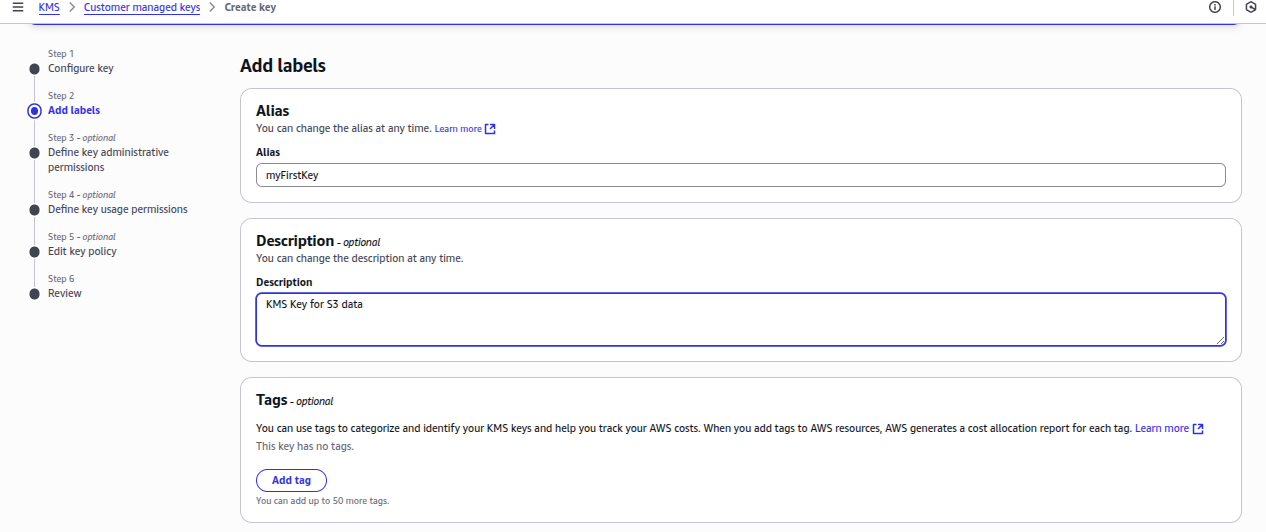 KMS > Customer managed keys > Create key
Step 1
Configure key
Step 2
Add labels
Step 3 - optional
Define key administrative
permissions
Step 4 - optional
Define key usage permissions
Step 5 - optional
Edit key policy
Step 6
Review
Add labels
Alias
You can change the alias at any time. Learn more
Alias
myFirstKey
Description - optional
You can change the description at any time.
Description
KMS Key for S3 data
Tags - optional
You can use tags to categorize and identify your KMS keys and help you track your AWS costs. When you add tags to AWS resources, AWS generates a cost allocation report for each tag. Learn more
This key has no tags.
Add tag
You can add up to 50 more tags.